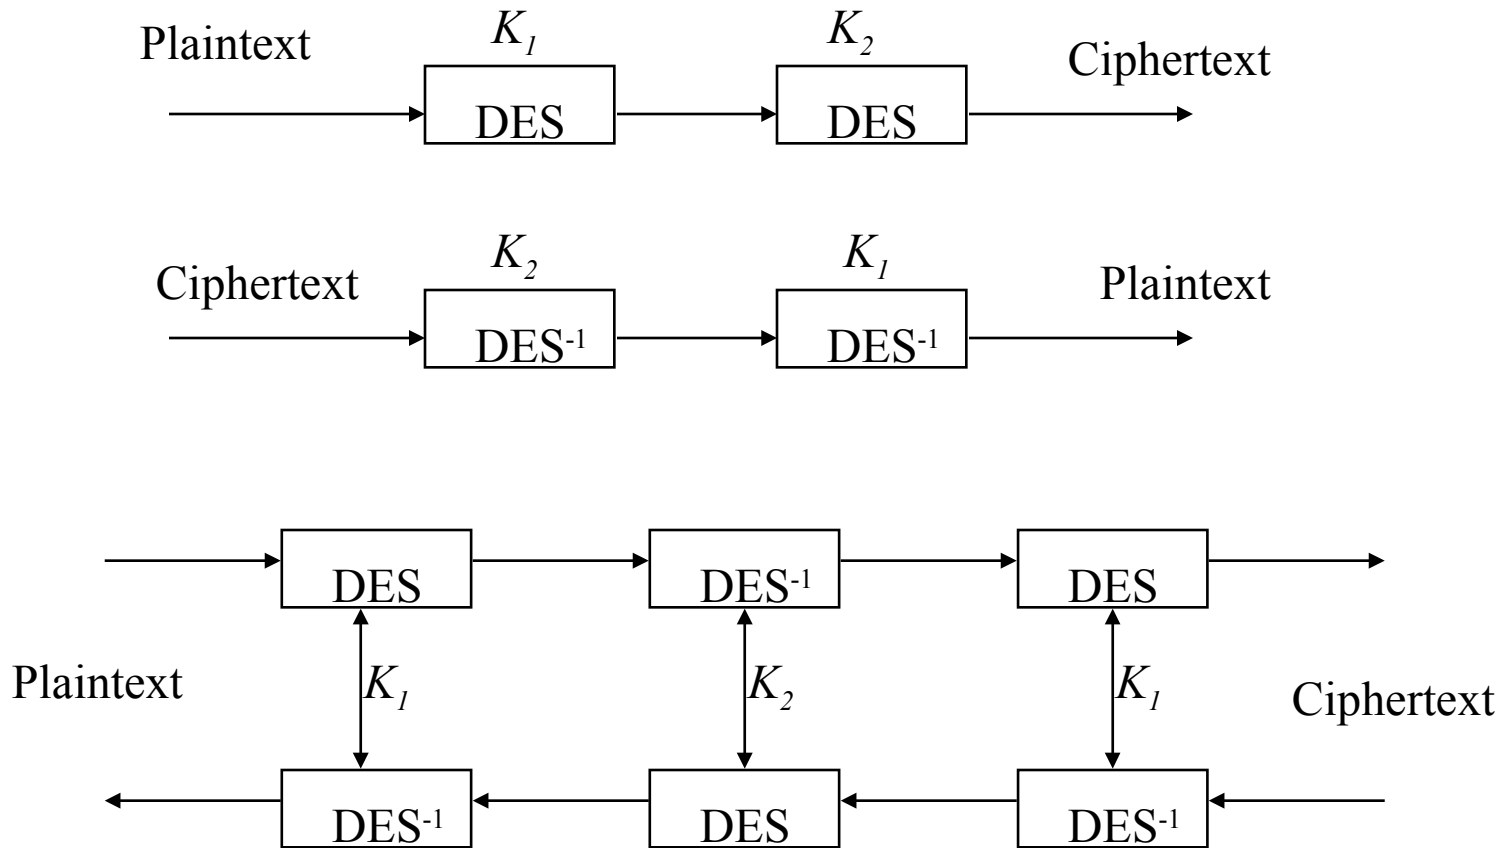 Plaintext K₁ K₂ Ciphertext
DES DES
Ciphertext K₂ K₁ Plaintext
DES⁻¹ DES⁻¹
DES DES⁻¹ DES
Plaintext K₁ K₂ K₁ Ciphertext
DES⁻¹ DES DES⁻¹